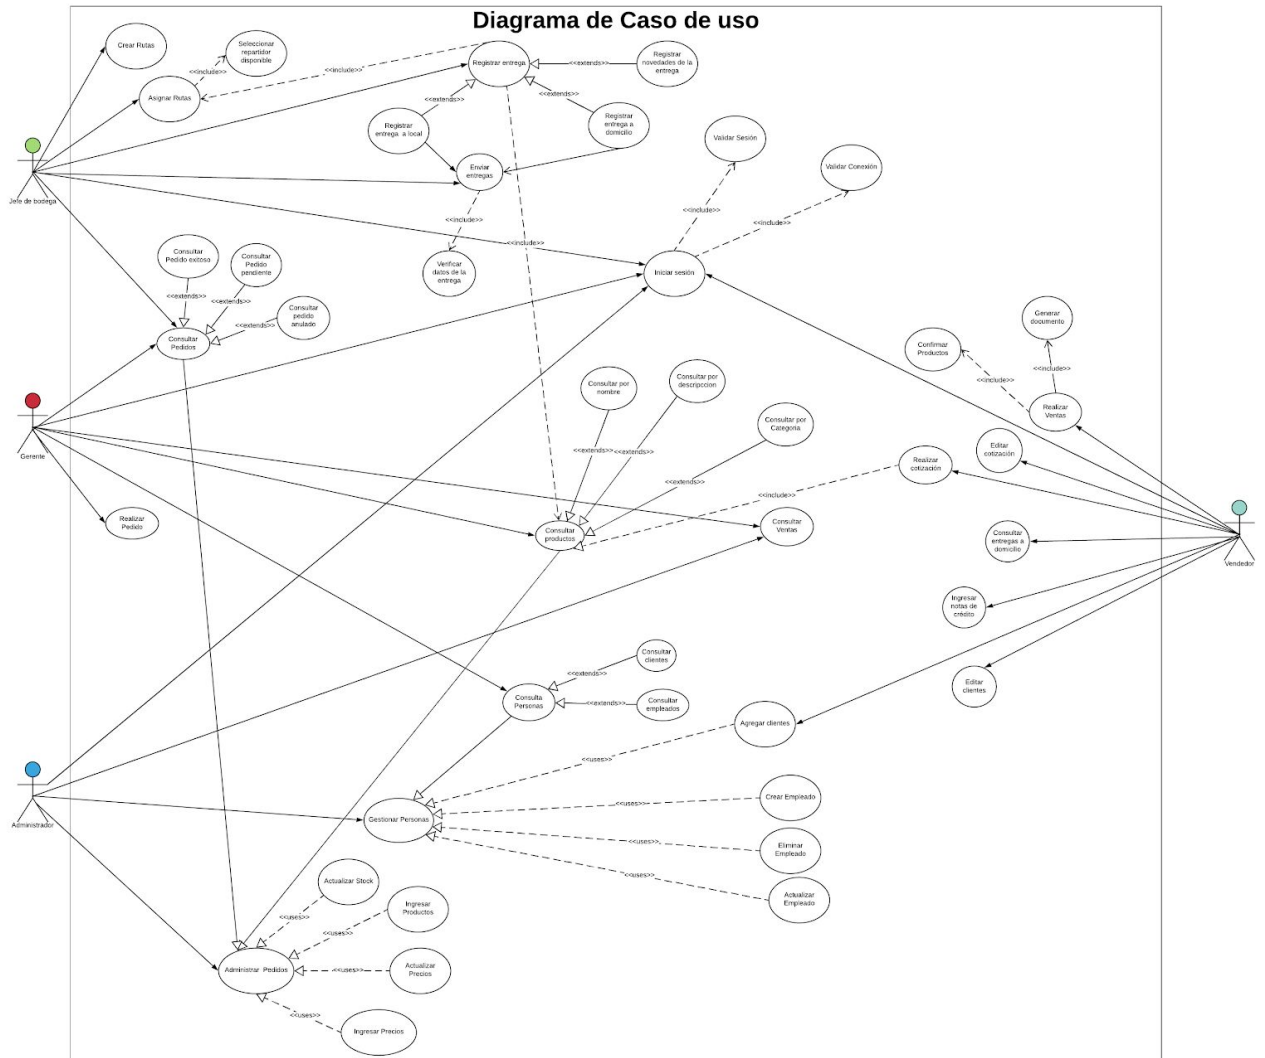 Diagrama de Caso de uso
Crear Rutas
Seleccionar
repartidor
disponible
<<include>>
Asignar Rutas
<<include>>
Registrar entrega
<<extends>>
Registrar
novedades de la
entrega
<<extends>>
<<extends>>
Registrar
entrega a local
Registrar
entrega a
domicilio
Enviar
entregas
<<include>>
Verificar
datos de la
entrega
<<include>>
Validar Sesión
Validar Conexión
<<include>>
<<include>>
Iniciar sesión
Jefe de bodega
Consultar
Pedido exitoso
Consultar
Pedido
pendiente
Consultar
pedido
anulado
<<extends>>
<<extends>>
<<extends>>
Consultar
Pedidos
Gerente
Realizar
Pedido
Consultar por
nombre
Consultar por
descripccion
Consultar por
Categoria
<<extends>>
<<extends>>
<<extends>>
<<include>>
Consultar
productos
Consultar
Ventas
Generar
documento
Confirmar
Productos
<<include>>
<<include>>
Realizar
Ventas
Editar
cotización
Realizar
cotización
Consultar
entregas a
domicilio
Ingresar
notas de
crédito
Editar
clientes
Vendedor
Consultar
clientes
<<extends>>
Consulta
Personas
<<extends>>
Consultar
empleados
Agregar clientes
<<uses>>
Crear Empleado
<<uses>>
Gestionar Personas
<<uses>>
Eliminar
Empleado
<<uses>>
Actualizar
Empleado
Administrador
Actualizar Stock
<<uses>>
Ingresar
Productos
<<uses>>
Administrar Pedidos
<<uses>>
Actualizar
Precios
<<uses>>
Ingresar Precios